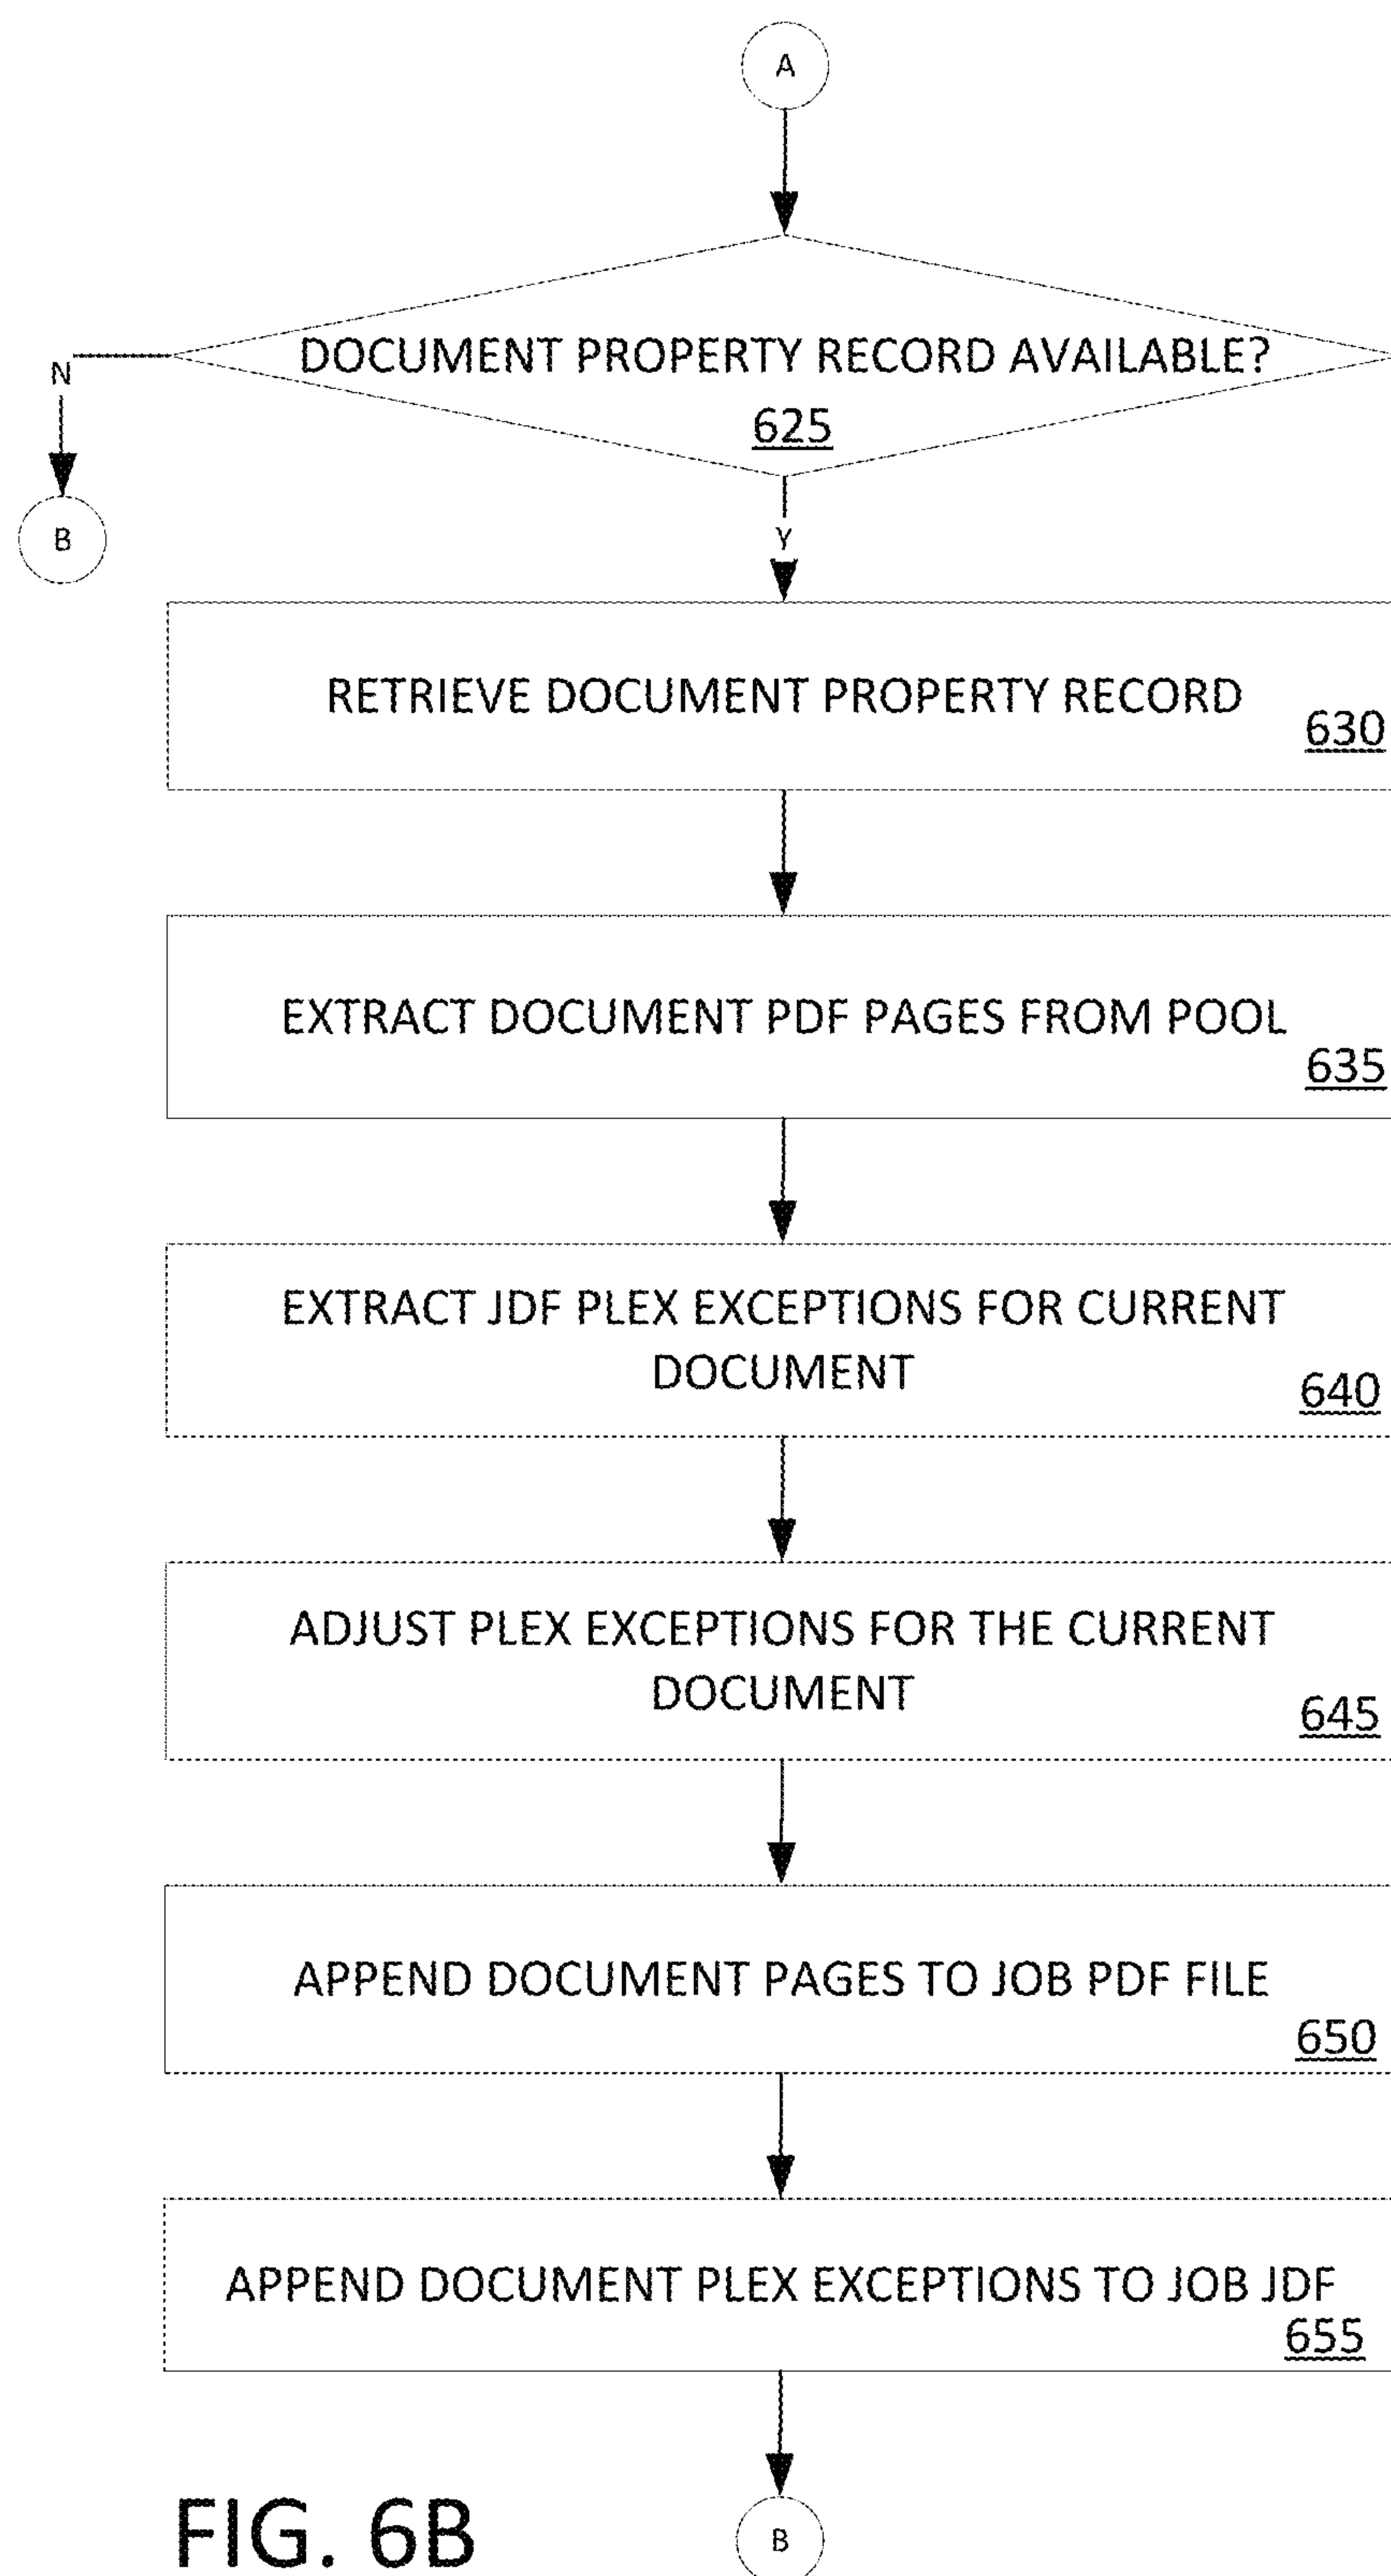 A
DOCUMENT PROPERTY RECORD AVAILABLE?
625
N
B
Y
RETRIEVE DOCUMENT PROPERTY RECORD
630
EXTRACT DOCUMENT PDF PAGES FROM POOL
635
EXTRACT JDF PLEX EXCEPTIONS FOR CURRENT
DOCUMENT
640
ADJUST PLEX EXCEPTIONS FOR THE CURRENT
DOCUMENT
645
APPEND DOCUMENT PAGES TO JOB PDF FILE
650
APPEND DOCUMENT PLEX EXCEPTIONS TO JOB JDF
655
FIG. 6B
B